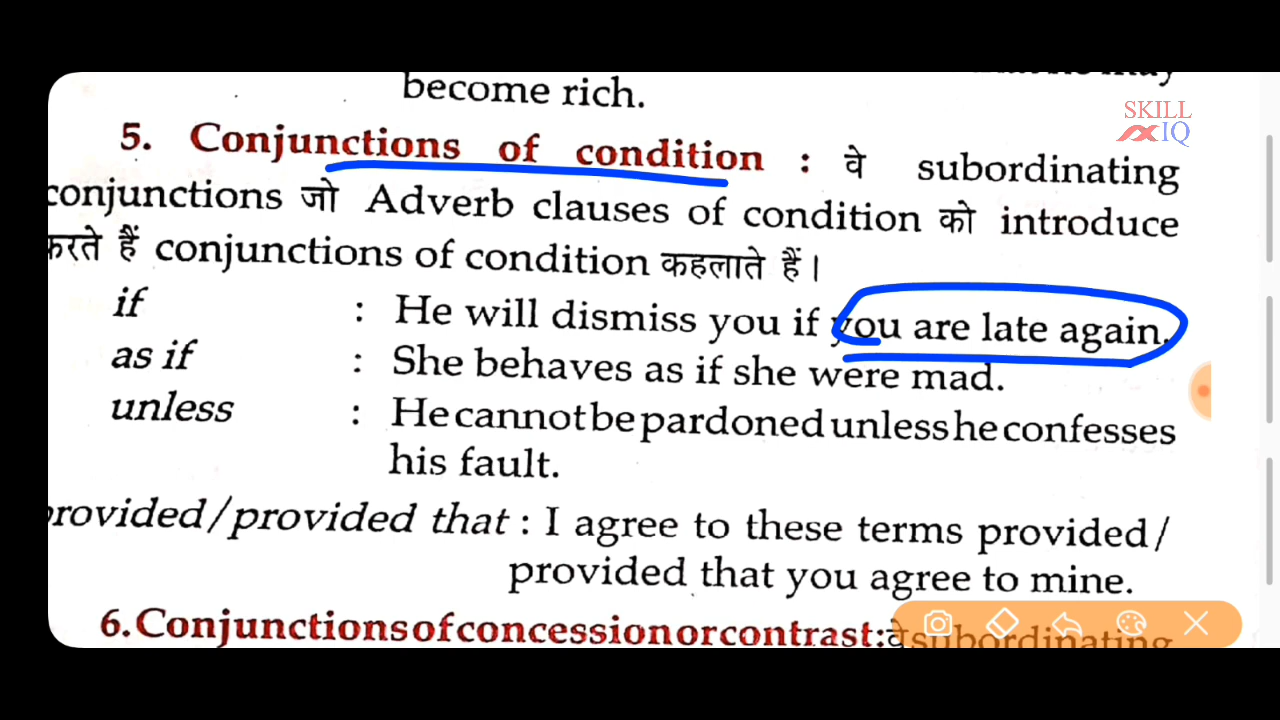 become rich.
SKILL
IQ
5. Conjunctions of condition : वे subordinating
conjunctions जो Adverb clauses of condition को introduce
करते हैं conjunctions of condition कहलाते हैं।
if : He will dismiss you if you are late again.
as if : She behaves as if she were mad.
unless : He cannot be pardoned unless he confesses
his fault.
provided/provided that : I agree to these terms provided/
provided that you agree to mine.
6. Conjunctions of concession or contrast: वे subordinating